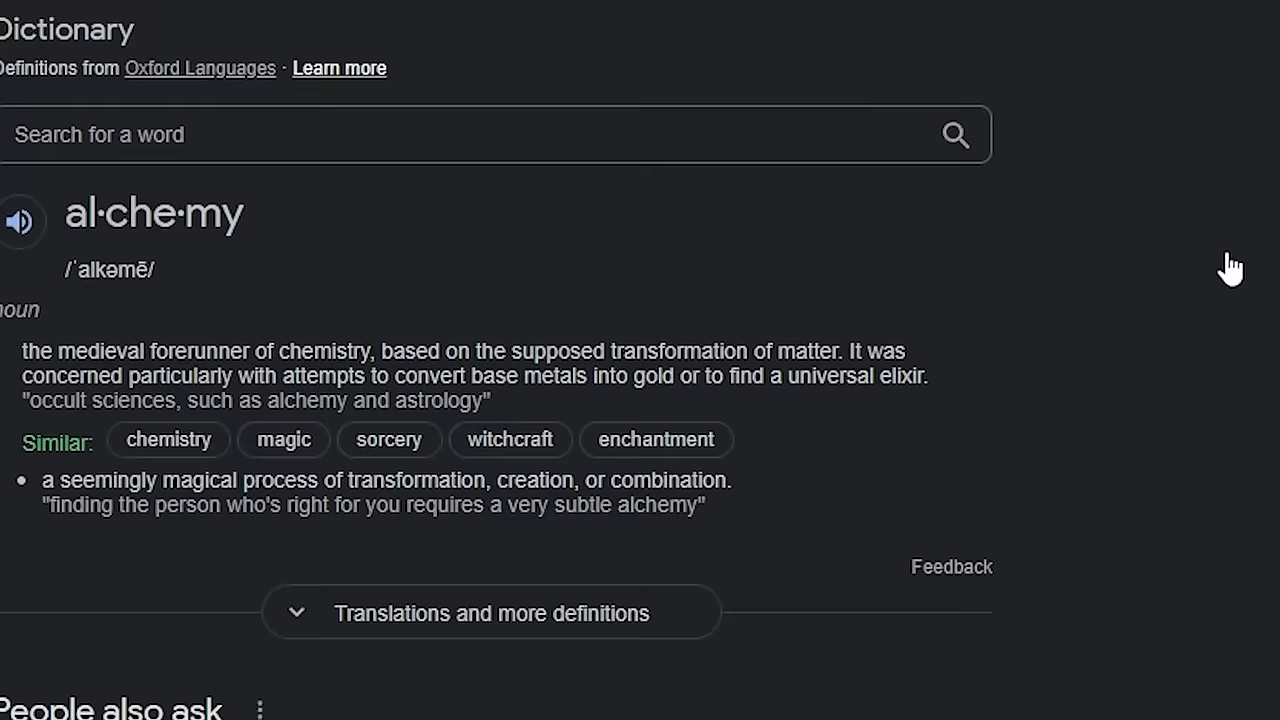 Dictionary
Definitions from Oxford Languages · Learn more
Search for a word
al·che·my
/ˈalkəmē/
noun
the medieval forerunner of chemistry, based on the supposed transformation of matter. It was
concerned particularly with attempts to convert base metals into gold or to find a universal elixir.
"occult sciences, such as alchemy and astrology"
Similar: chemistry magic sorcery witchcraft enchantment
• a seemingly magical process of transformation, creation, or combination.
"finding the person who's right for you requires a very subtle alchemy"
Feedback
Translations and more definitions
People also ask